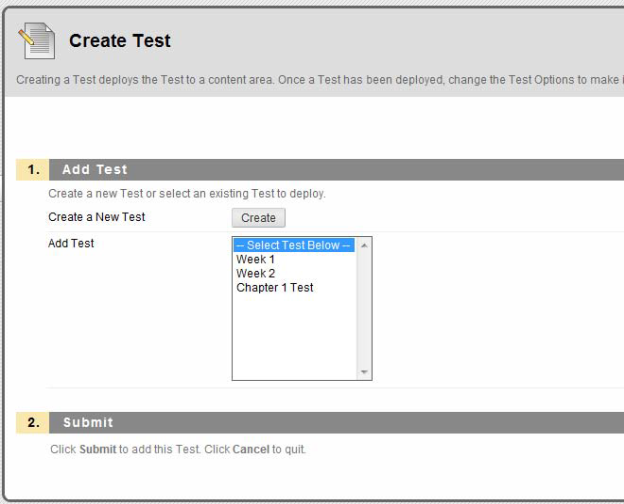 Create Test
Creating a Test deploys the Test to a content area. Once a Test has been deployed, change the Test Options to make
1. Add Test
Create a new Test or select an existing Test to deploy.
Create a New Test Create
Add Test
-- Select Test Below --
Week 1
Week 2
Chapter 1 Test
2. Submit
Click Submit to add this Test. Click Cancel to quit.